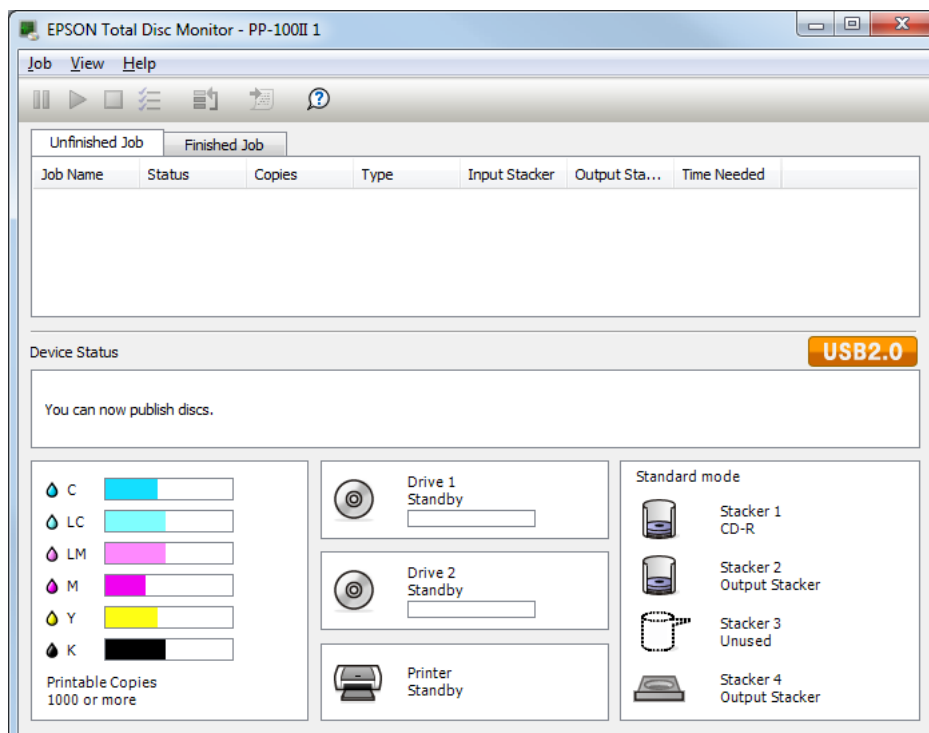 EPSON Total Disc Monitor - PP-100II 1
Job View Help
Unfinished Job Finished Job
Job Name Status Copies Type Input Stacker Output Sta... Time Needed
Device Status
USB2.0
You can now publish discs.
C
LC
LM
M
Y
K
Printable Copies
1000 or more
Drive 1
Standby
Drive 2
Standby
Printer
Standby
Standard mode
Stacker 1
CD-R
Stacker 2
Output Stacker
Stacker 3
Unused
Stacker 4
Output Stacker